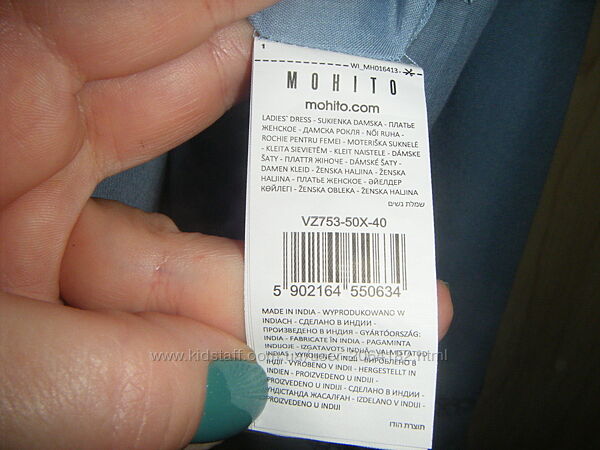 1
WI_MH016413
MOHITO
mohito.com
LADIES` DRESS - SUKIENKA DAMSKA - ПЛАТЬЕ
ЖЕНСКОЕ - ДАМСКА РОКЛЯ - NŐI RUHA -
ROCHIE PENTRU FEMEI - MOTERIŠKA SUKNELĖ
- KLEITA SIEVIETĒM - KLEIT NAISTELE - DÁMSKE
ŠATY - ПЛАТТЯ ЖІНОЧЕ - DÁMSKÉ ŠATY -
DAMEN KLEID - ŽENSKA HALJINA - ŽENSKA
HALJINA - ПЛАТЬЕ ЖЕНСКОЕ - ӘЙЕЛДЕР
КӨЙЛЕГІ - ŽENSKA OBLEKA - ŽENSKA HALJINA
שמלת נשים
VZ753-50X-40
5 902164 550634
MADE IN INDIA - WYPRODUKOWANO W
INDIACH - СДЕЛАНО В ИНДИИ -
ПРОИЗВЕДЕНО В ИНДИЯ - GYÁRTÓORSZÁG:
INDIA - FABRICATE ÎN INDIA - PAGAMINTA
INDIJOJE - IZGATAVOTS INDIJĀ - VALMISTATUD
INDIAS - VYROBENÉ V INDII - ВИРОБЛЕНО В
ІНДІЇ - VYROBENO V INDII - HERGESTELLT IN
INDIEN - PROIZVEDENO U INDIJI -
PROIZVEDENO U INDIJI - СДЕЛАНО В ИНДИИ -
ҮНДІСТАНДА ЖАСАЛҒАН - IZDELANO V INDIJI -
PROIZVEDENO U INDIJI
תוצרת הודו